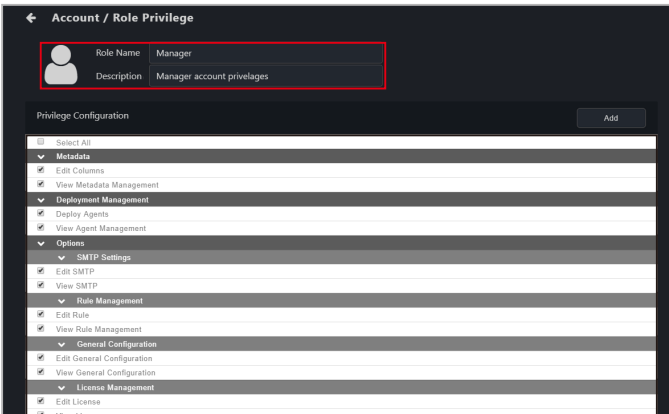 Account / Role Privilege
Role Name Manager
Description Manager account privelages
Privilege Configuration Add
Select All
Metadata
Edit Columns
View Metadata Management
Deployment Management
Deploy Agents
View Agent Management
Options
SMTP Settings
Edit SMTP
View SMTP
Rule Management
Edit Rule
View Rule Management
General Configuration
Edit General Configuration
View General Configuration
License Management
Edit License